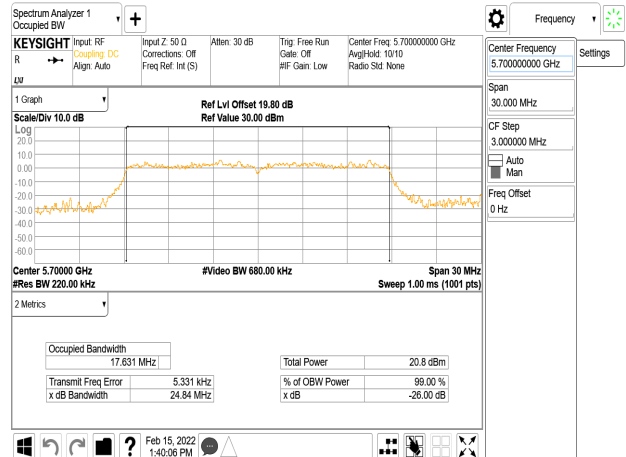 Spectrum Analyzer 1
Occupied BW
Frequency
KEYSIGHT
R
Input: RF
Coupling: DC
Align: Auto
Input Z: 50 Ω
Corrections: Off
Freq Ref: Int (S)
Atten: 30 dB
Trig: Free Run
Gate: Off
#IF Gain: Low
Center Freq: 5.700000000 GHz
Avg|Hold: 10/10
Radio Std: None
Center Frequency
5.700000000 GHz
Settings
Span
30.000 MHz
CF Step
3.000000 MHz
Auto
Man
Freq Offset
0 Hz
1 Graph
Scale/Div 10.0 dB
Ref Lvl Offset 19.80 dB
Ref Value 30.00 dBm
Log
20.0
10.0
0.00
-10.0
-20.0
-30.0
-40.0
-50.0
-60.0
Center 5.70000 GHz
#Video BW 680.00 kHz
Span 30 MHz
#Res BW 220.00 kHz
Sweep 1.00 ms (1001 pts)
2 Metrics
Occupied Bandwidth
17.631 MHz
Total Power 20.8 dBm
Transmit Freq Error 5.331 kHz
% of OBW Power 99.00 %
x dB Bandwidth 24.84 MHz
x dB -26.00 dB
?
Feb 15, 2022
1:40:06 PM